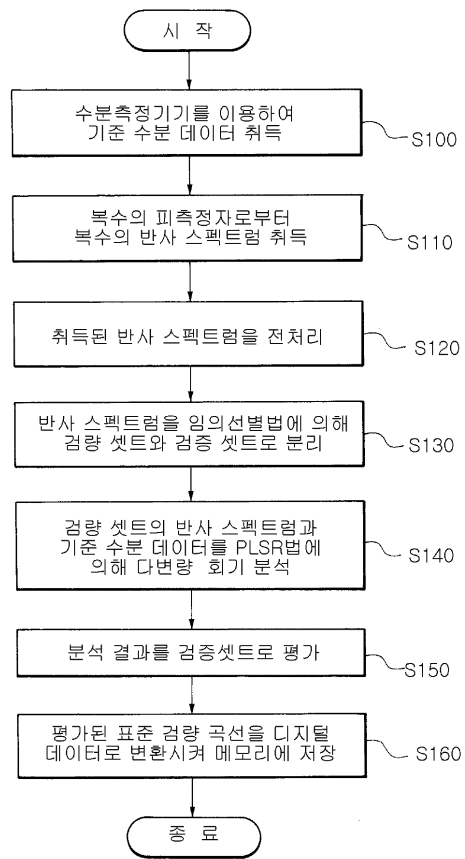 시 작
수분측정기기를 이용하여
기준 수분 데이터 취득
S100
복수의 피측정자로부터
복수의 반사 스펙트럼 취득
S110
취득된 반사 스펙트럼을 전처리
S120
반사 스펙트럼을 임의선별법에 의해
검량 셋트와 검증 셋트로 분리
S130
검량 셋트의 반사 스펙트럼과
기준 수분 데이터를 PLSR법에
의해 다변량 회기 분석
S140
분석 결과를 검증셋트로 평가
S150
평가된 표준 검량 곡선을 디지털
데이터로 변환시켜 메모리에 저장
S160
종 료